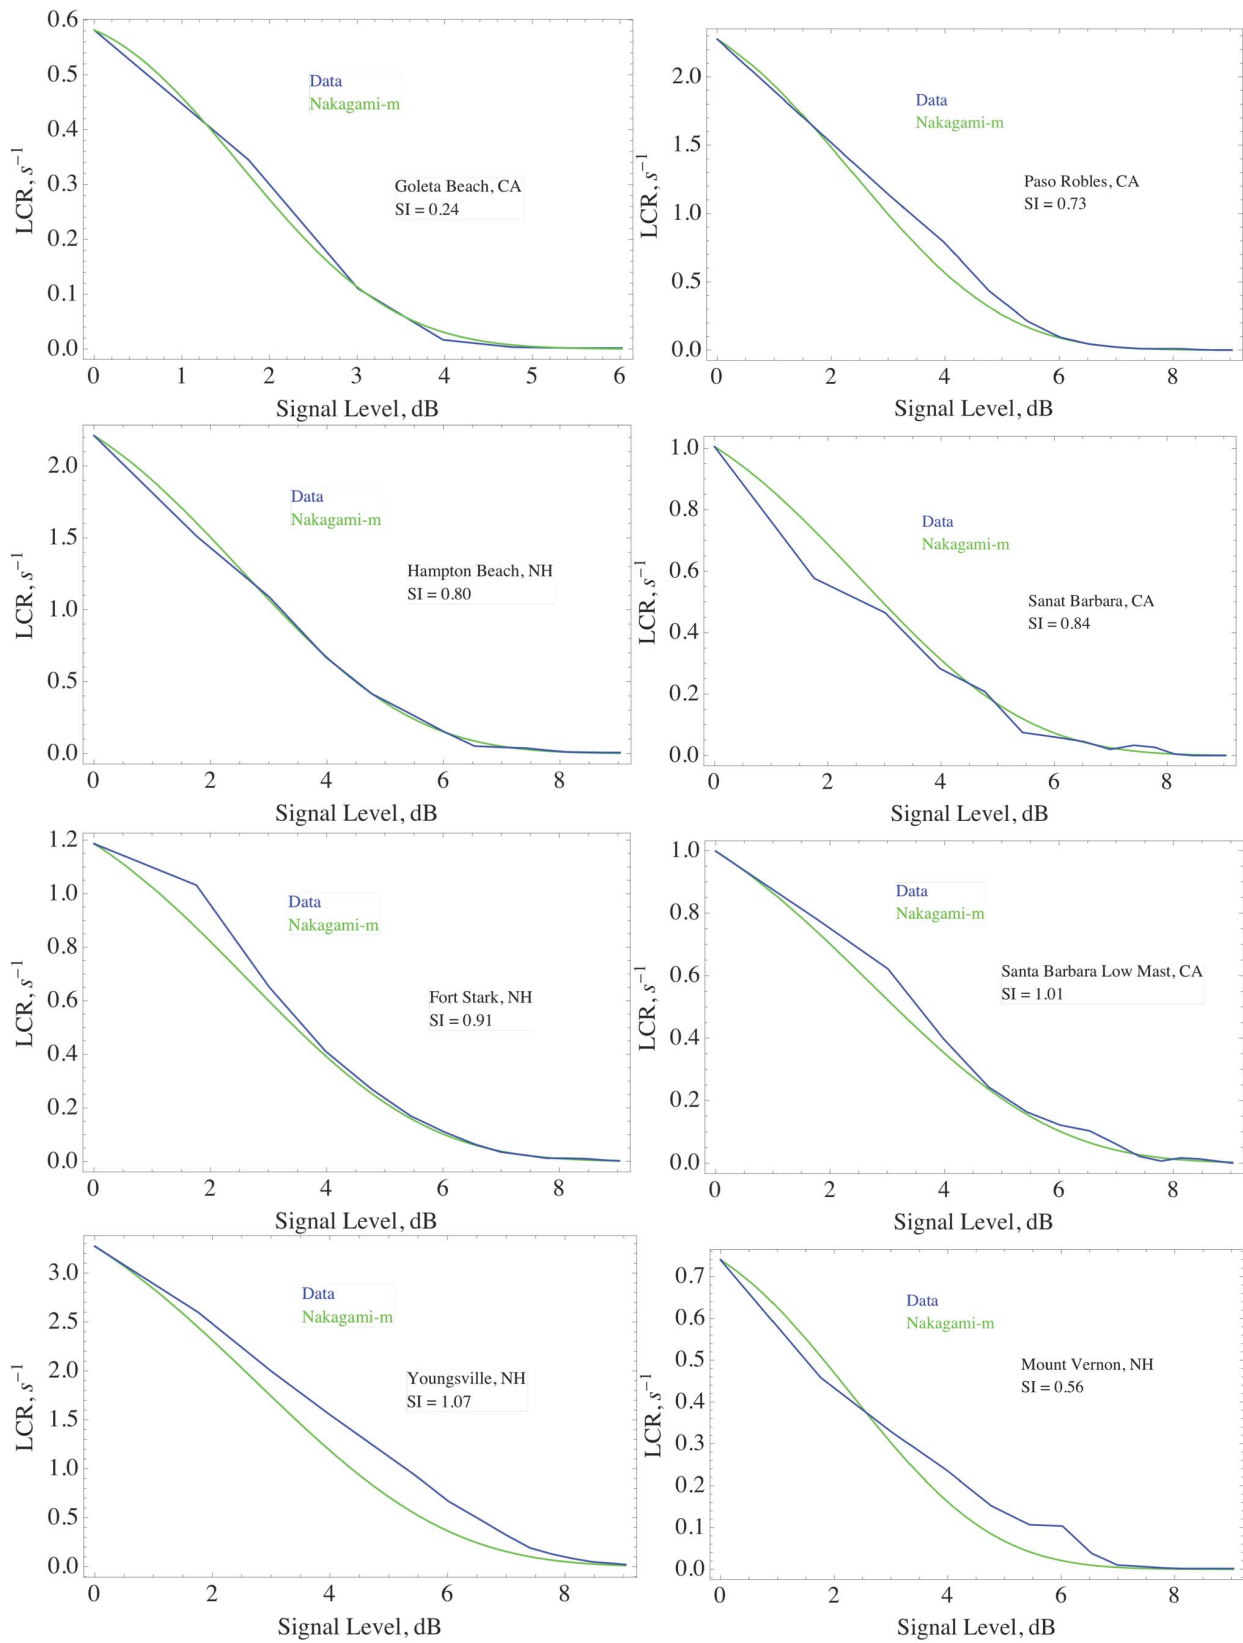 0.6
0.5
0.4
0.3
0.2
0.1
0.0
LCR, s⁻¹
Data
Nakagami-m
Goleta Beach, CA
SI = 0.24
0 1 2 3 4 5 6
Signal Level, dB
2.0
1.5
1.0
0.5
0.0
LCR, s⁻¹
Data
Nakagami-m
Paso Robles, CA
SI = 0.73
0 2 4 6 8
Signal Level, dB
2.0
1.5
1.0
0.5
0.0
LCR, s⁻¹
Data
Nakagami-m
Hampton Beach, NH
SI = 0.80
0 2 4 6 8
Signal Level, dB
1.0
0.8
0.6
0.4
0.2
0.0
LCR, s⁻¹
Data
Nakagami-m
Sanat Barbara, CA
SI = 0.84
0 2 4 6 8
Signal Level, dB
1.2
1.0
0.8
0.6
0.4
0.2
0.0
LCR, s⁻¹
Data
Nakagami-m
Fort Stark, NH
SI = 0.91
0 2 4 6 8
Signal Level, dB
1.0
0.8
0.6
0.4
0.2
0.0
LCR, s⁻¹
Data
Nakagami-m
Santa Barbara Low Mast, CA
SI = 1.01
0 2 4 6 8
Signal Level, dB
3.0
2.5
2.0
1.5
1.0
0.5
0.0
LCR, s⁻¹
Data
Nakagami-m
Youngsville, NH
SI = 1.07
0 2 4 6 8
Signal Level, dB
0.7
0.6
0.5
0.4
0.3
0.2
0.1
0.0
LCR, s⁻¹
Data
Nakagami-m
Mount Vernon, NH
SI = 0.56
0 2 4 6 8
Signal Level, dB